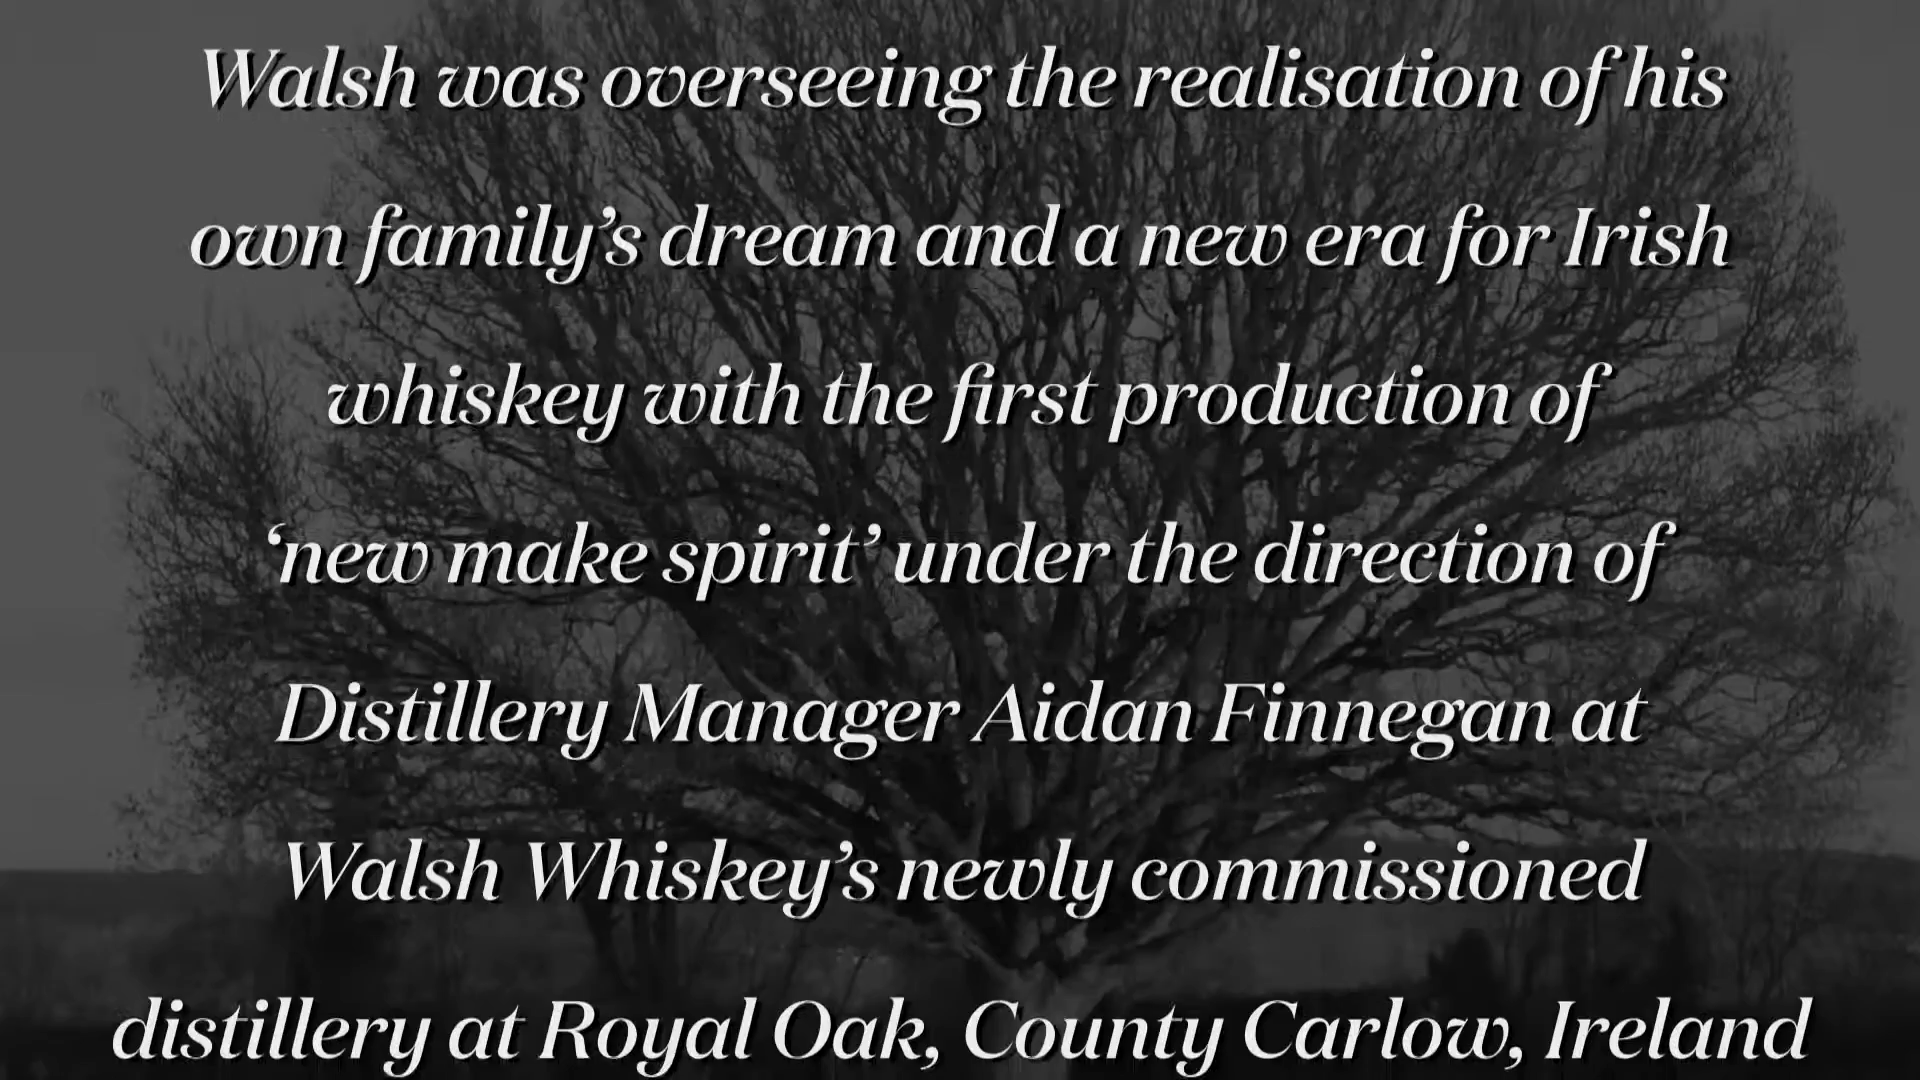 Walsh was overseeing the realisation of his
own family’s dream and a new era for Irish
whiskey with the first production of
‘new make spirit’ under the direction of
Distillery Manager Aidan Finnegan at
Walsh Whiskey’s newly commissioned
distillery at Royal Oak, County Carlow, Ireland